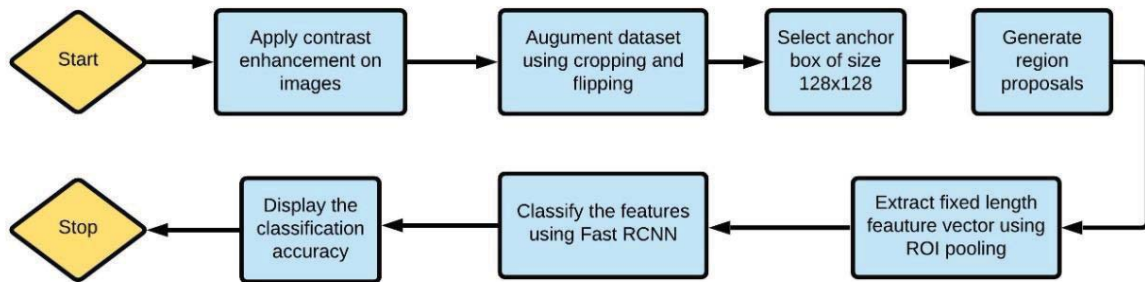 Start
Apply contrast
enhancement on
images
Augument dataset
using cropping and
flipping
Select anchor
box of size
128x128
Generate
region
proposals
Extract fixed length
feauture vector using
ROI pooling
Classify the features
using Fast RCNN
Display the
classification
accuracy
Stop